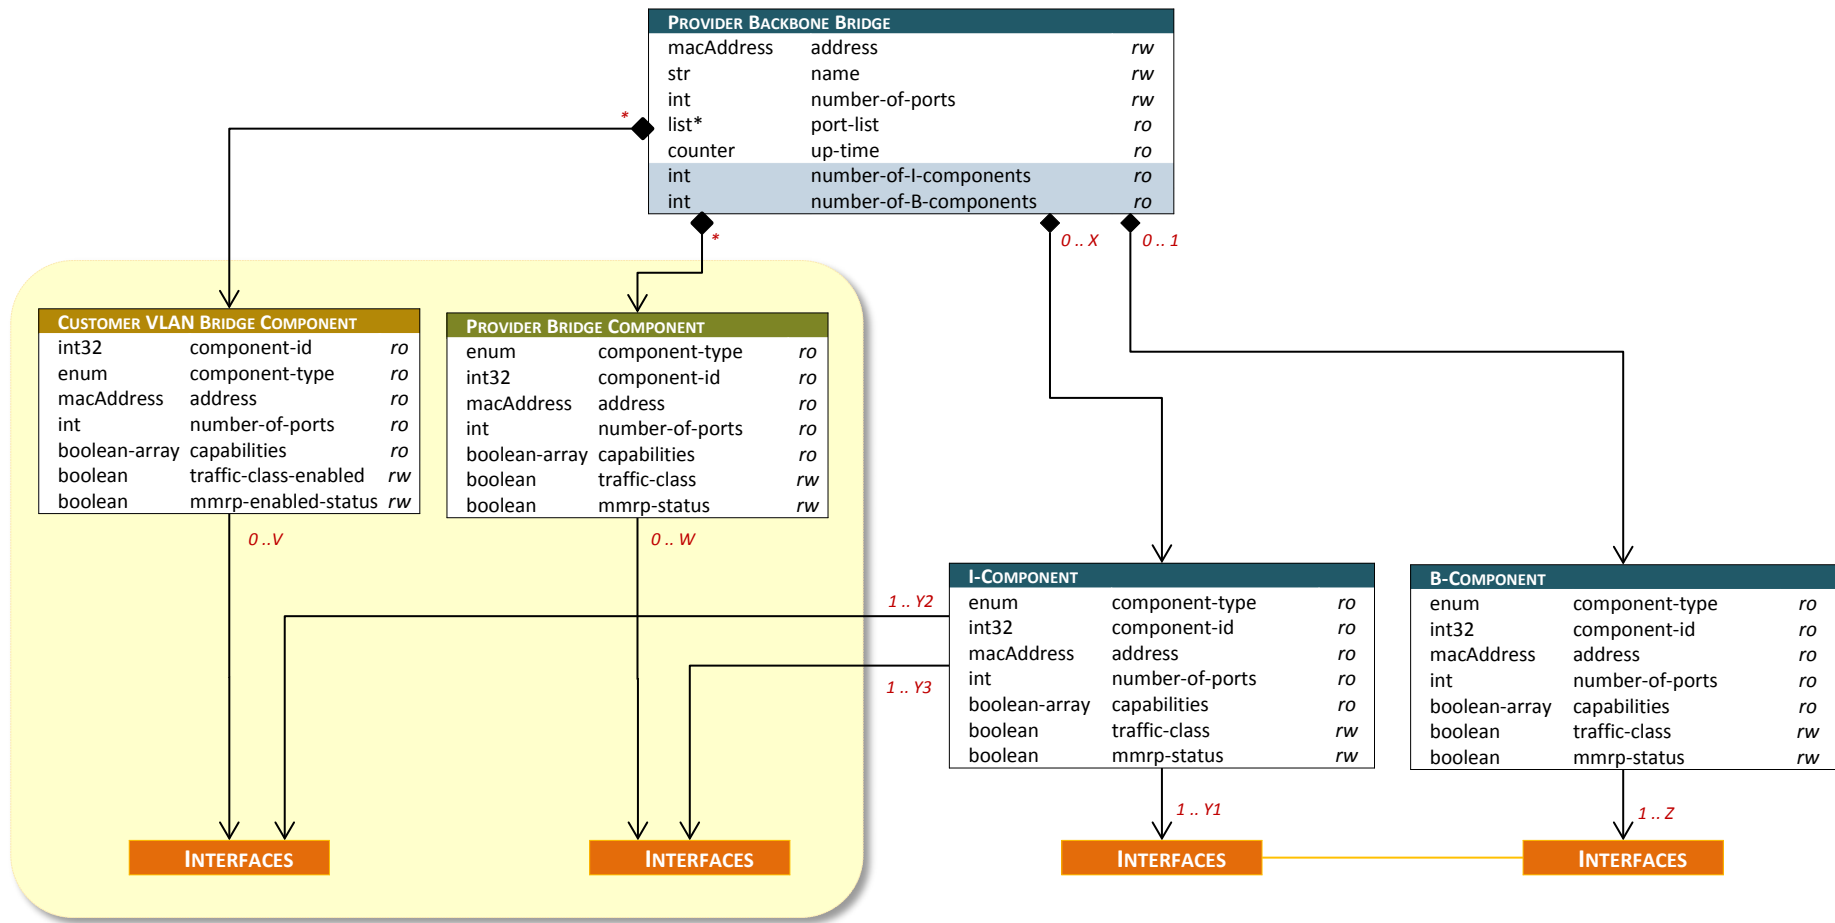 PROVIDER BACKBONE BRIDGE
macAddress address rw
str name rw
int number-of-ports rw
list* port-list ro
counter up-time ro
int number-of-I-components ro
int number-of-B-components ro
*
*
0 .. X
0 .. 1
CUSTOMER VLAN BRIDGE COMPONENT
int32 component-id ro
enum component-type ro
macAddress address ro
int number-of-ports ro
boolean-array capabilities ro
boolean traffic-class-enabled rw
boolean mmrp-enabled-status rw
0 ..V
PROVIDER BRIDGE COMPONENT
enum component-type ro
int32 component-id ro
macAddress address ro
int number-of-ports ro
boolean-array capabilities ro
boolean traffic-class rw
boolean mmrp-status rw
0 .. W
I-COMPONENT
enum component-type ro
int32 component-id ro
macAddress address ro
int number-of-ports ro
boolean-array capabilities ro
boolean traffic-class rw
boolean mmrp-status rw
1 .. Y2
1 .. Y3
1 .. Y1
B-COMPONENT
enum component-type ro
int32 component-id ro
macAddress address ro
int number-of-ports ro
boolean-array capabilities ro
boolean traffic-class rw
boolean mmrp-status rw
1 .. Z
INTERFACES
INTERFACES
INTERFACES
INTERFACES